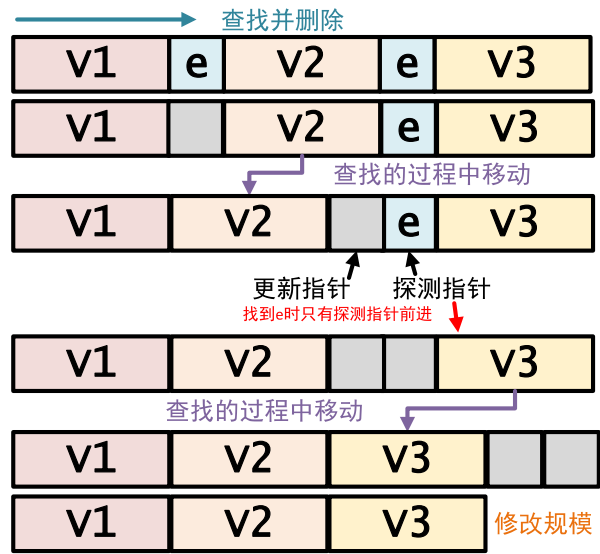 查找并删除
V1 e V2 e V3
V1 V2 e V3
查找的过程中移动
V1 V2 e V3
更新指针 探测指针
找到e时只有探测指针前进
V1 V2 V3
查找的过程中移动
V1 V2 V3
V1 V2 V3 修改规模